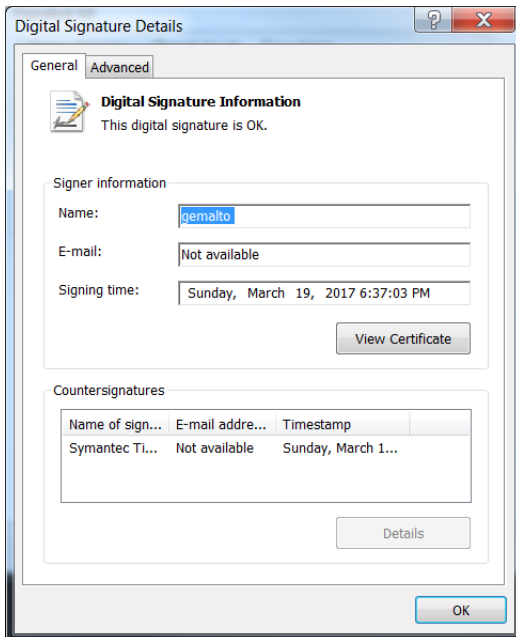 Digital Signature Details
General Advanced
Digital Signature Information
This digital signature is OK.
Signer information
Name: gemalto
E-mail: Not available
Signing time: Sunday, March 19, 2017 6:37:03 PM
View Certificate
Countersignatures
Name of sign... E-mail addre... Timestamp
Symantec Ti... Not available Sunday, March 1...
Details
OK